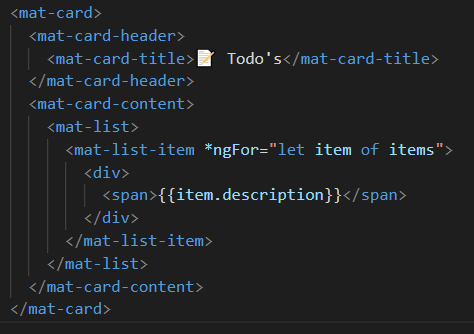 <mat-card>
  <mat-card-header>
    <mat-card-title>📝 Todo's</mat-card-title>
  </mat-card-header>
  <mat-card-content>
    <mat-list>
      <mat-list-item *ngFor="let item of items">
        <div>
          <span>{{item.description}}</span>
        </div>
      </mat-list-item>
    </mat-list>
  </mat-card-content>
</mat-card>